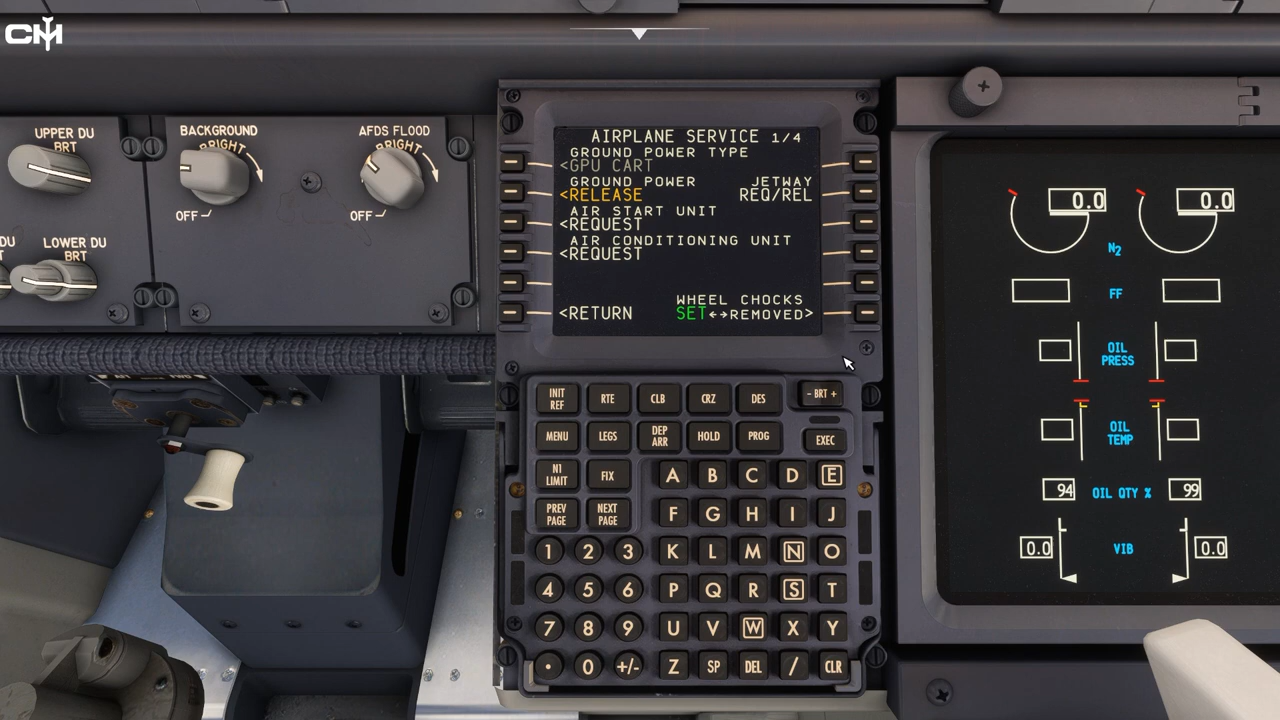 CM
UPPER DU
BRT
BACKGROUND
BRIGHT
OFF
AFDS FLOOD
BRIGHT
OFF
LOWER DU
BRT
DU
AIRPLANE SERVICE 1/4
GROUND POWER TYPE
<GPU CART
GROUND POWER JETWAY
<RELEASE REQ/REL
AIR START UNIT
<REQUEST
AIR CONDITIONING UNIT
<REQUEST
WHEEL CHOCKS
<RETURN SET←→REMOVED>
INIT REF RTE CLB CRZ DES - BRT +
MENU LEGS DEP ARR HOLD PROG EXEC
N1 LIMIT FIX A B C D E
PREV PAGE NEXT PAGE F G H I J
1 2 3 K L M N O
4 5 6 P Q R S T
7 8 9 U V W X Y
. 0 +/- Z SP DEL / CLR
0.0 0.0
N2
FF
OIL
PRESS
OIL
TEMP
94 OIL QTY % 99
0.0 VIB 0.0